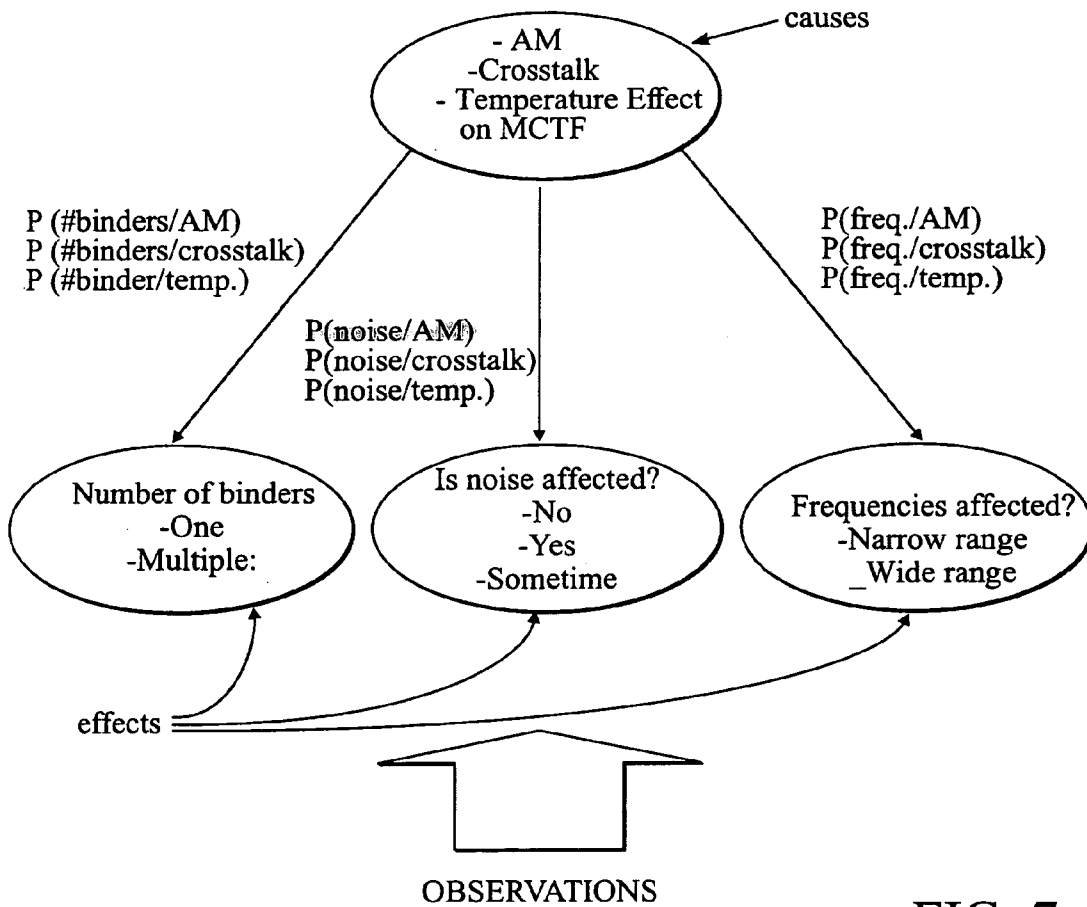 causes
- AM
-Crosstalk
- Temperature Effect
on MCTF
P (#binders/AM)
P (#binders/crosstalk)
P (#binder/temp.)
P(noise/AM)
P(noise/crosstalk)
P(noise/temp.)
P(freq./AM)
P(freq./crosstalk)
P(freq./temp.)
Number of binders
-One
-Multiple:
Is noise affected?
-No
-Yes
-Sometime
Frequencies affected?
-Narrow range
_Wide range
effects
OBSERVATIONS